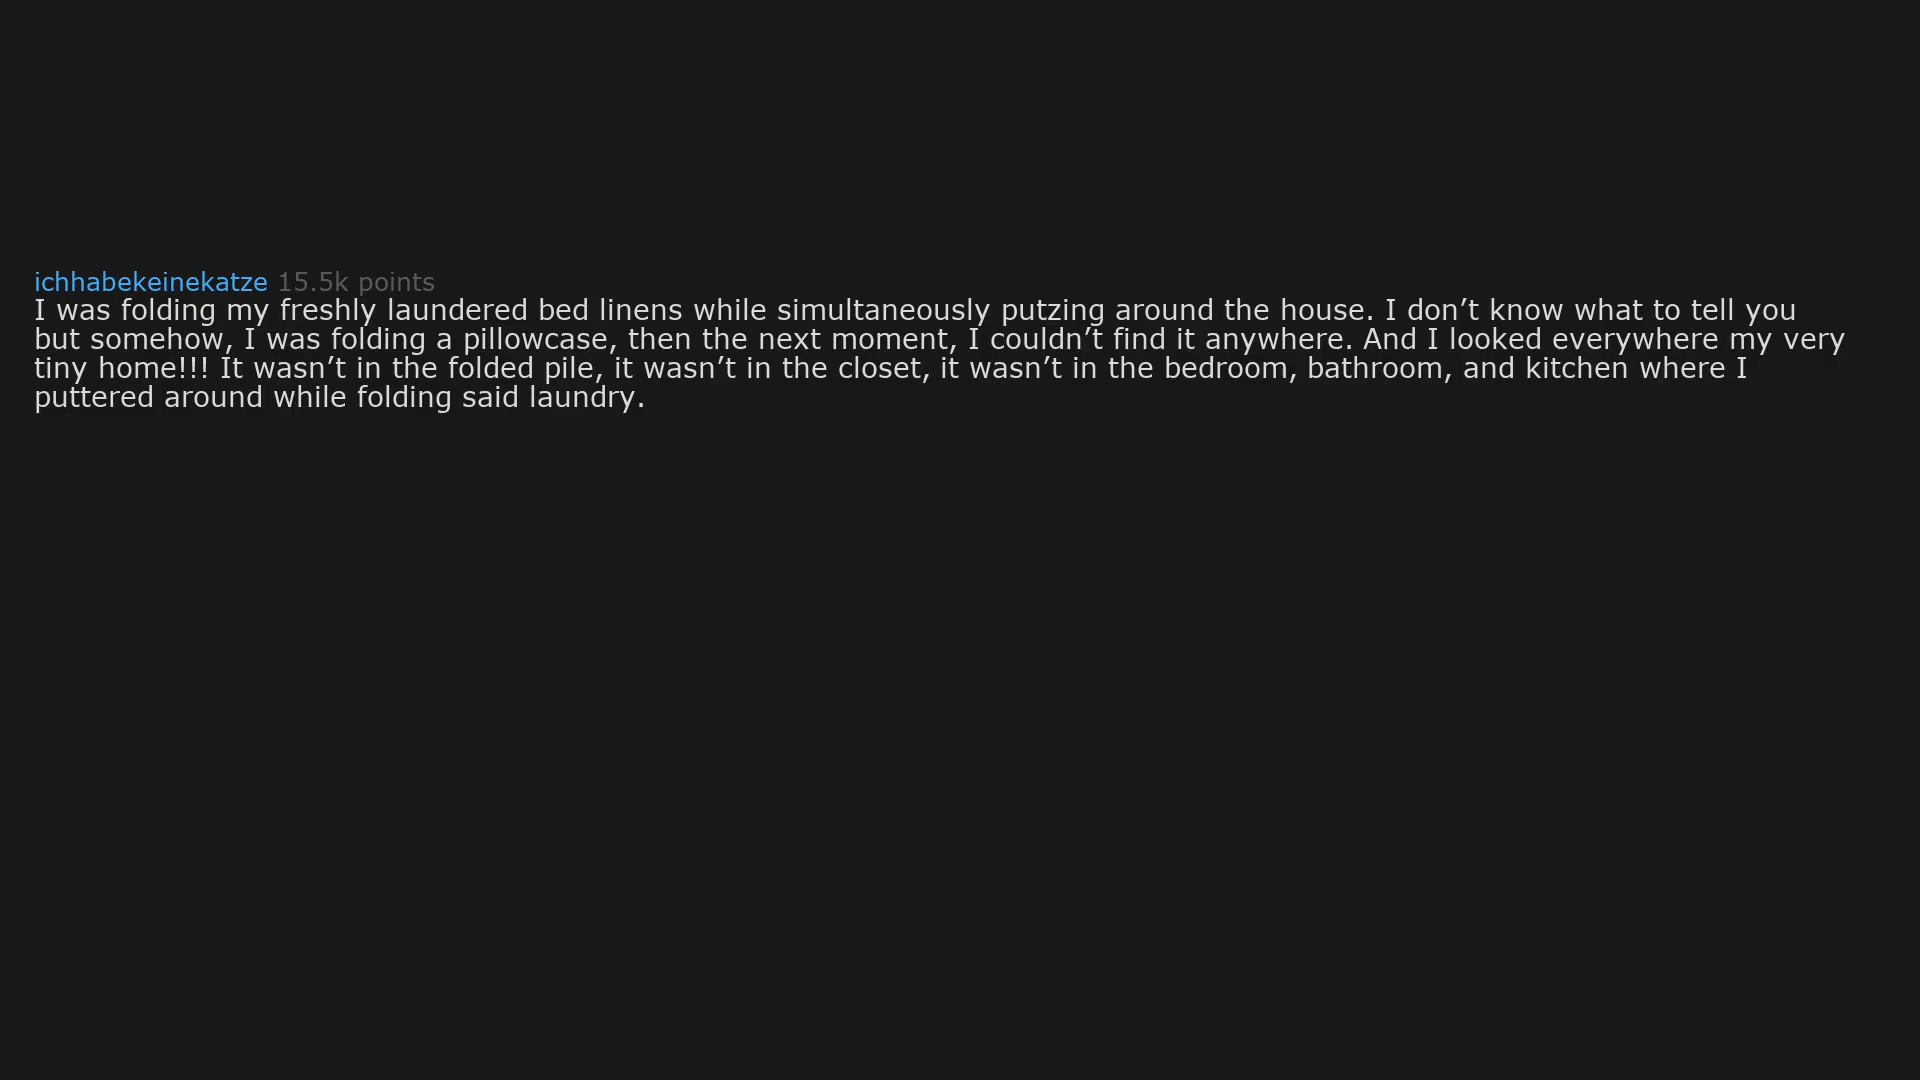 ichhabekeinekatze 15.5k points
I was folding my freshly laundered bed linens while simultaneously putzing around the house. I don’t know what to tell you
but somehow, I was folding a pillowcase, then the next moment, I couldn’t find it anywhere. And I looked everywhere my very
tiny home!!! It wasn’t in the folded pile, it wasn’t in the closet, it wasn’t in the bedroom, bathroom, and kitchen where I
puttered around while folding said laundry.